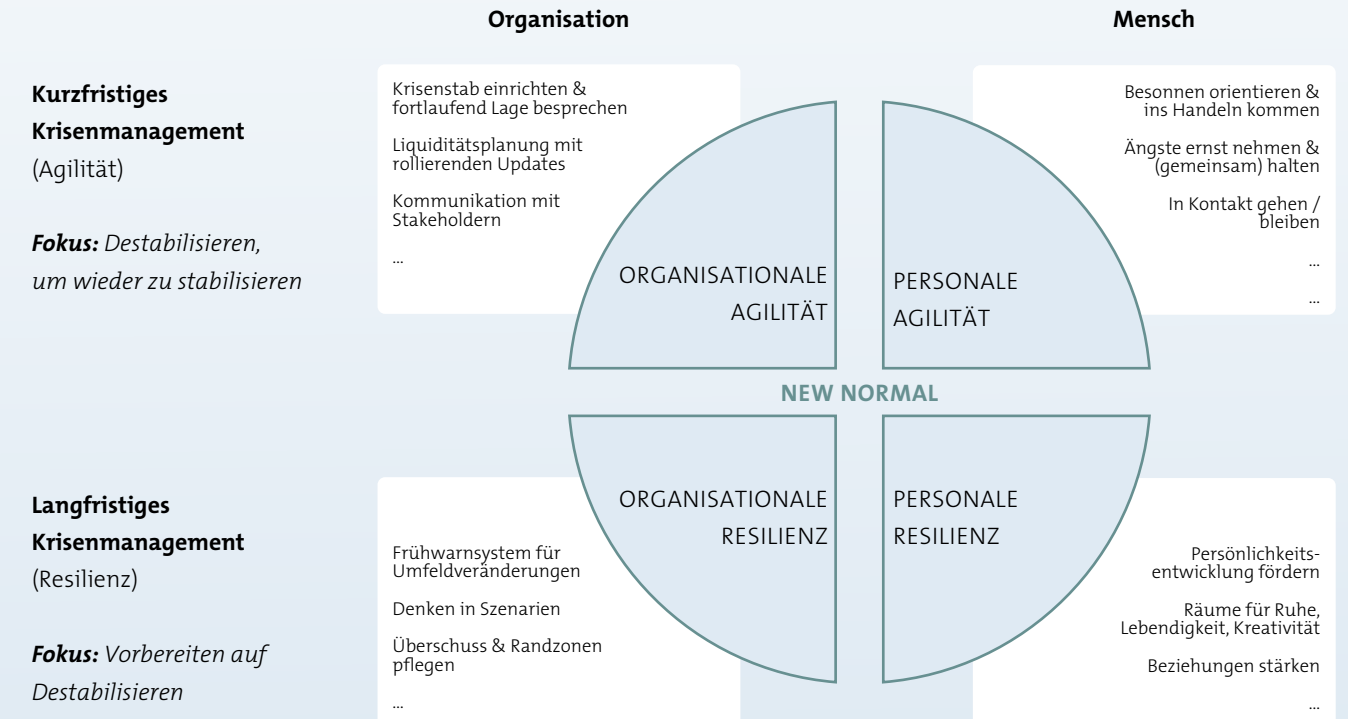 Organisation
Mensch
Kurzfristiges
Krisenmanagement
(Agilität)
Fokus: Destabilisieren,
um wieder zu stabilisieren
Krisenstab einrichten &
fortlaufend Lage besprechen
Liquiditätsplanung mit
rollierenden Updates
Kommunikation mit
Stakeholdern
...
ORGANISATIONALE
AGILITÄT
PERSONALE
AGILITÄT
Besonnen orientieren &
ins Handeln kommen
Ängste ernst nehmen &
(gemeinsam) halten
In Kontakt gehen /
bleiben
...
...
NEW NORMAL
Langfristiges
Krisenmanagement
(Resilienz)
Fokus: Vorbereiten auf
Destabilisieren
Frühwarnsystem für
Umfeldveränderungen
Denken in Szenarien
Überschuss & Randzonen
pflegen
...
ORGANISATIONALE
RESILIENZ
PERSONALE
RESILIENZ
Persönlichkeits-
entwicklung fördern
Räume für Ruhe,
Lebendigkeit, Kreativität
Beziehungen stärken
...